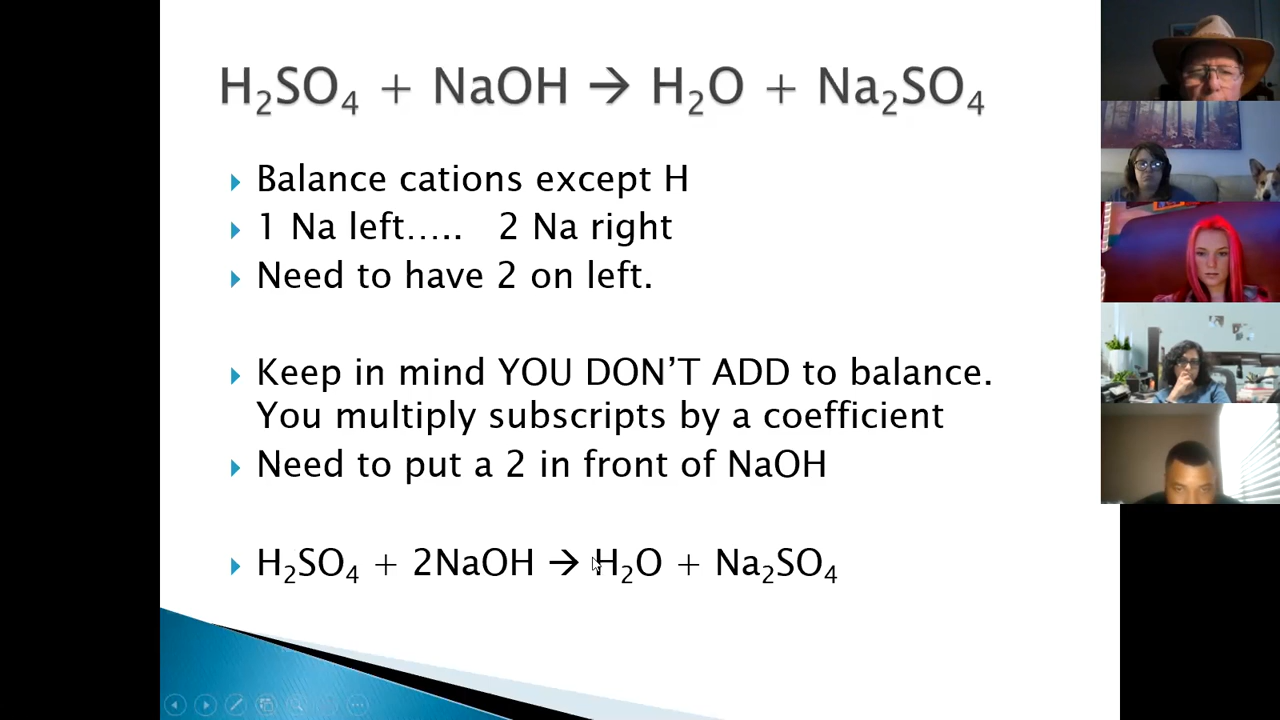 H₂SO₄ + NaOH → H₂O + Na₂SO₄
Balance cations except H
1 Na left….. 2 Na right
Need to have 2 on left.
Keep in mind YOU DON’T ADD to balance.
You multiply subscripts by a coefficient
Need to put a 2 in front of NaOH
H₂SO₄ + 2NaOH → H₂O + Na₂SO₄